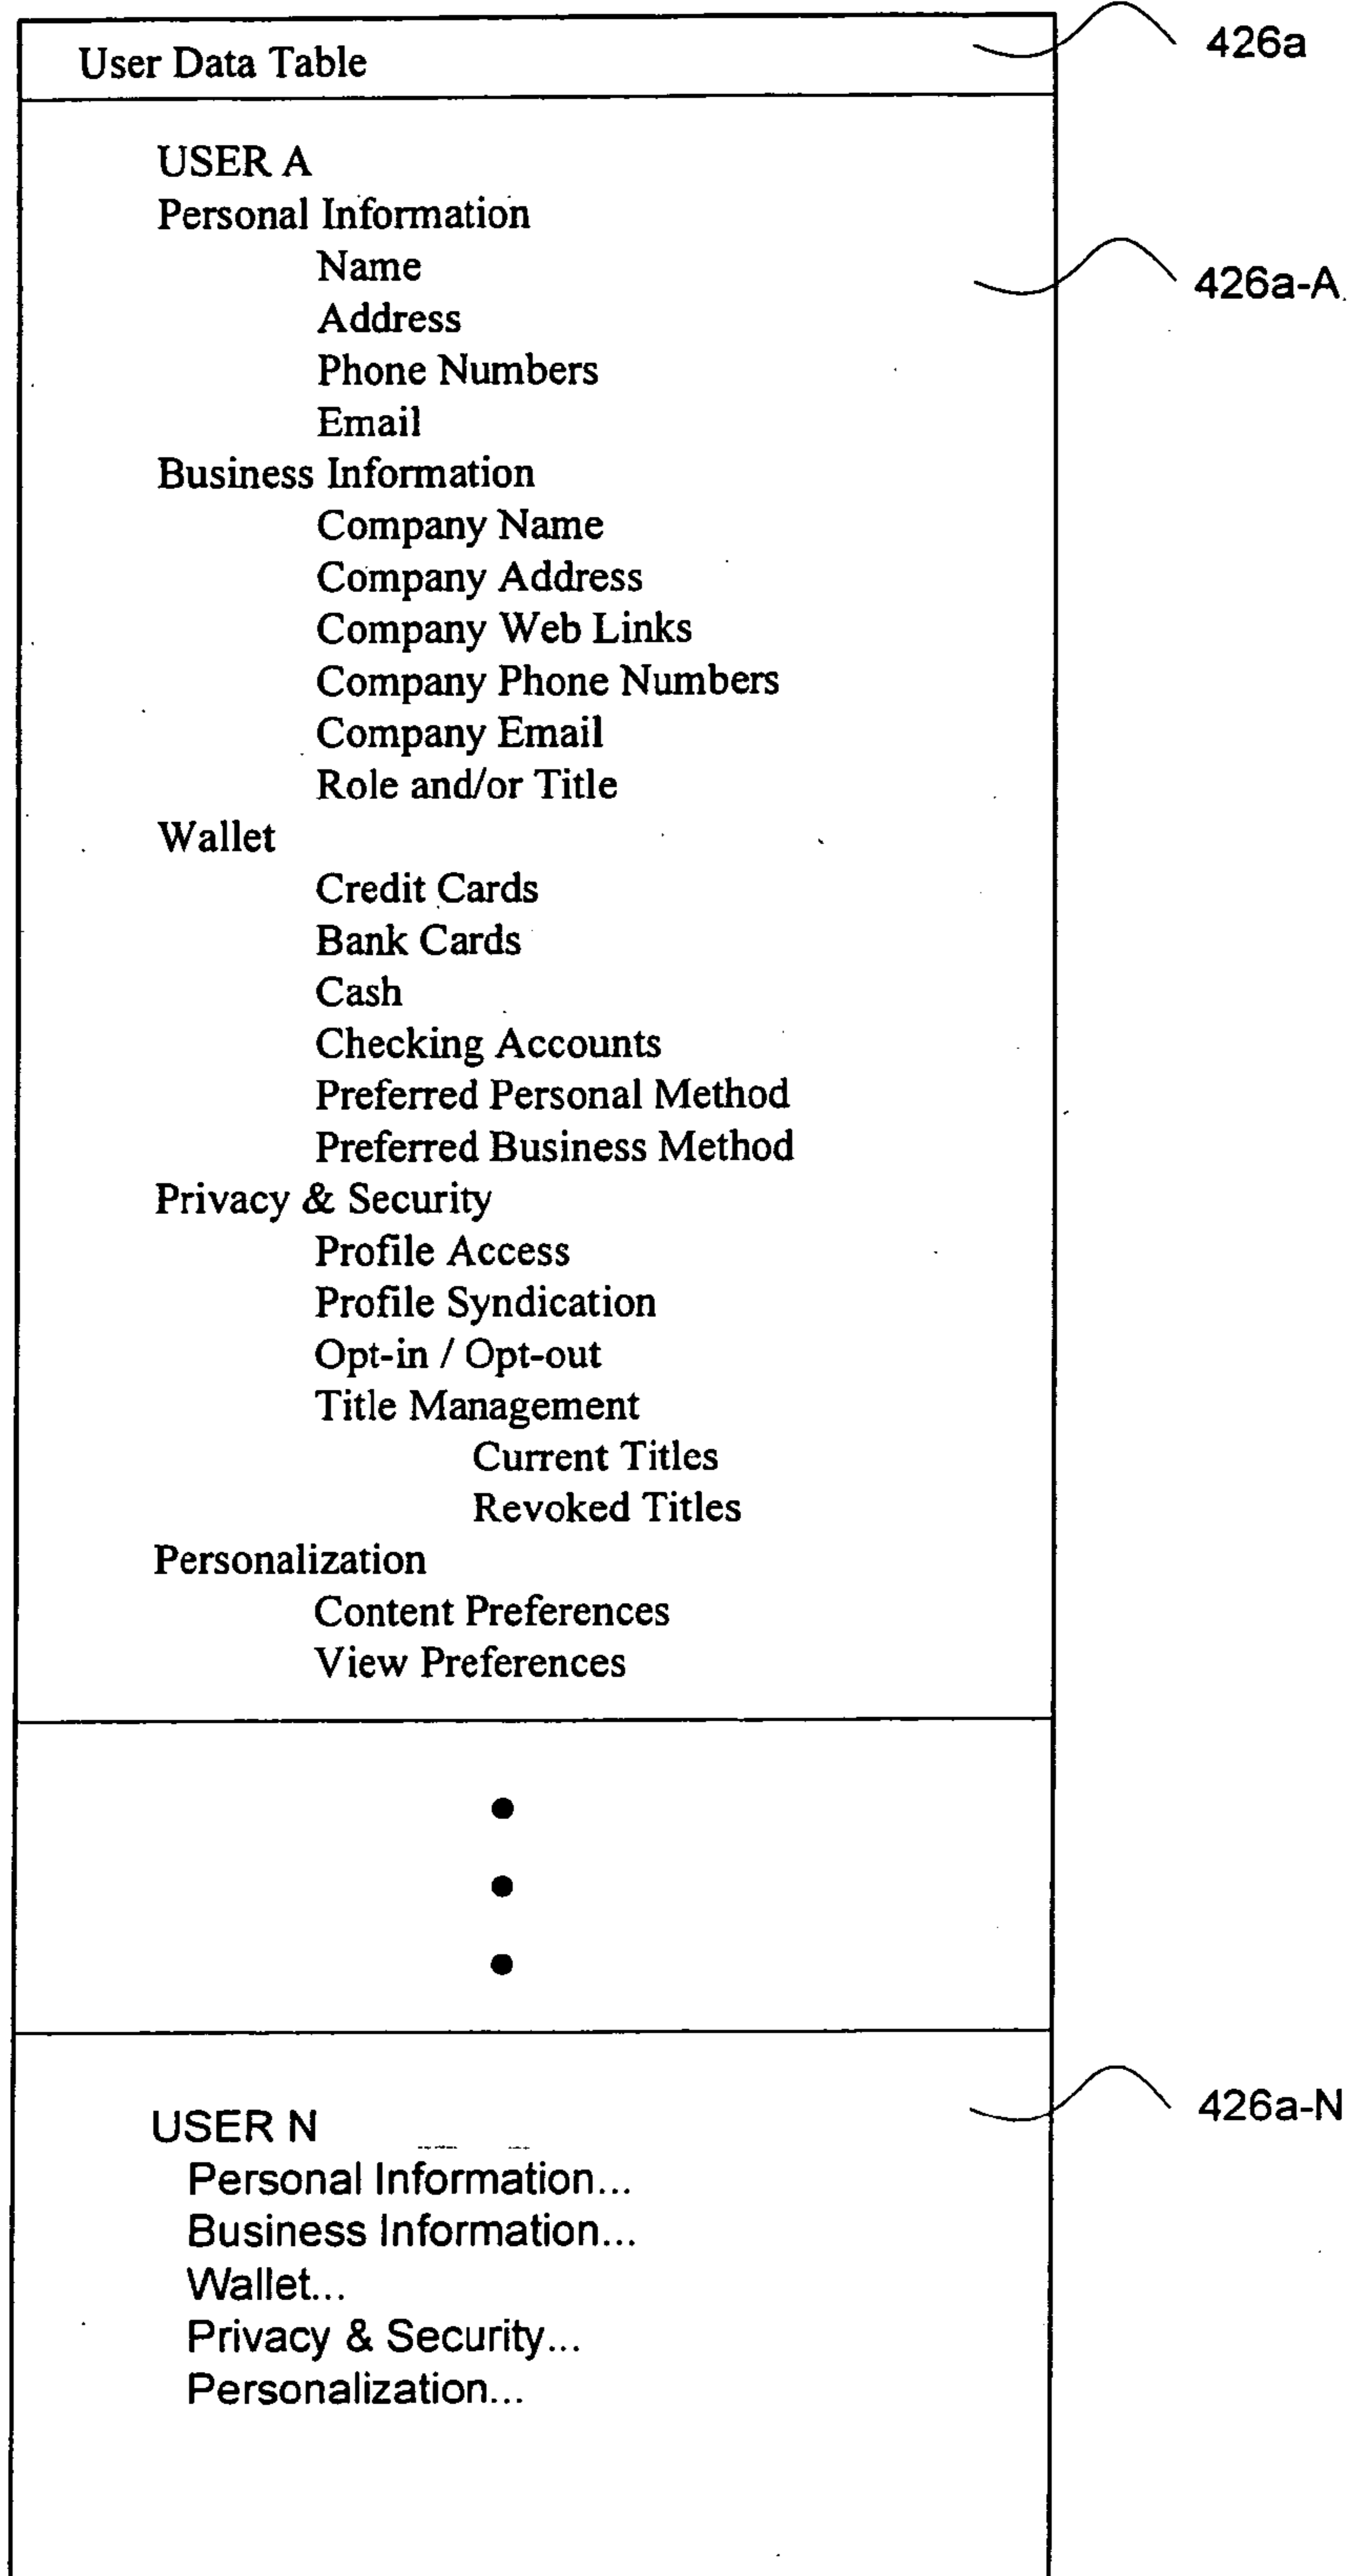 User Data Table
426a
USER A
Personal Information
Name
426a-A
Address
Phone Numbers
Email
Business Information
Company Name
Company Address
Company Web Links
Company Phone Numbers
Company Email
Role and/or Title
Wallet
Credit Cards
Bank Cards
Cash
Checking Accounts
Preferred Personal Method
Preferred Business Method
Privacy & Security
Profile Access
Profile Syndication
Opt-in / Opt-out
Title Management
Current Titles
Revoked Titles
Personalization
Content Preferences
View Preferences
USER N
426a-N
Personal Information...
Business Information...
Wallet...
Privacy & Security...
Personalization...